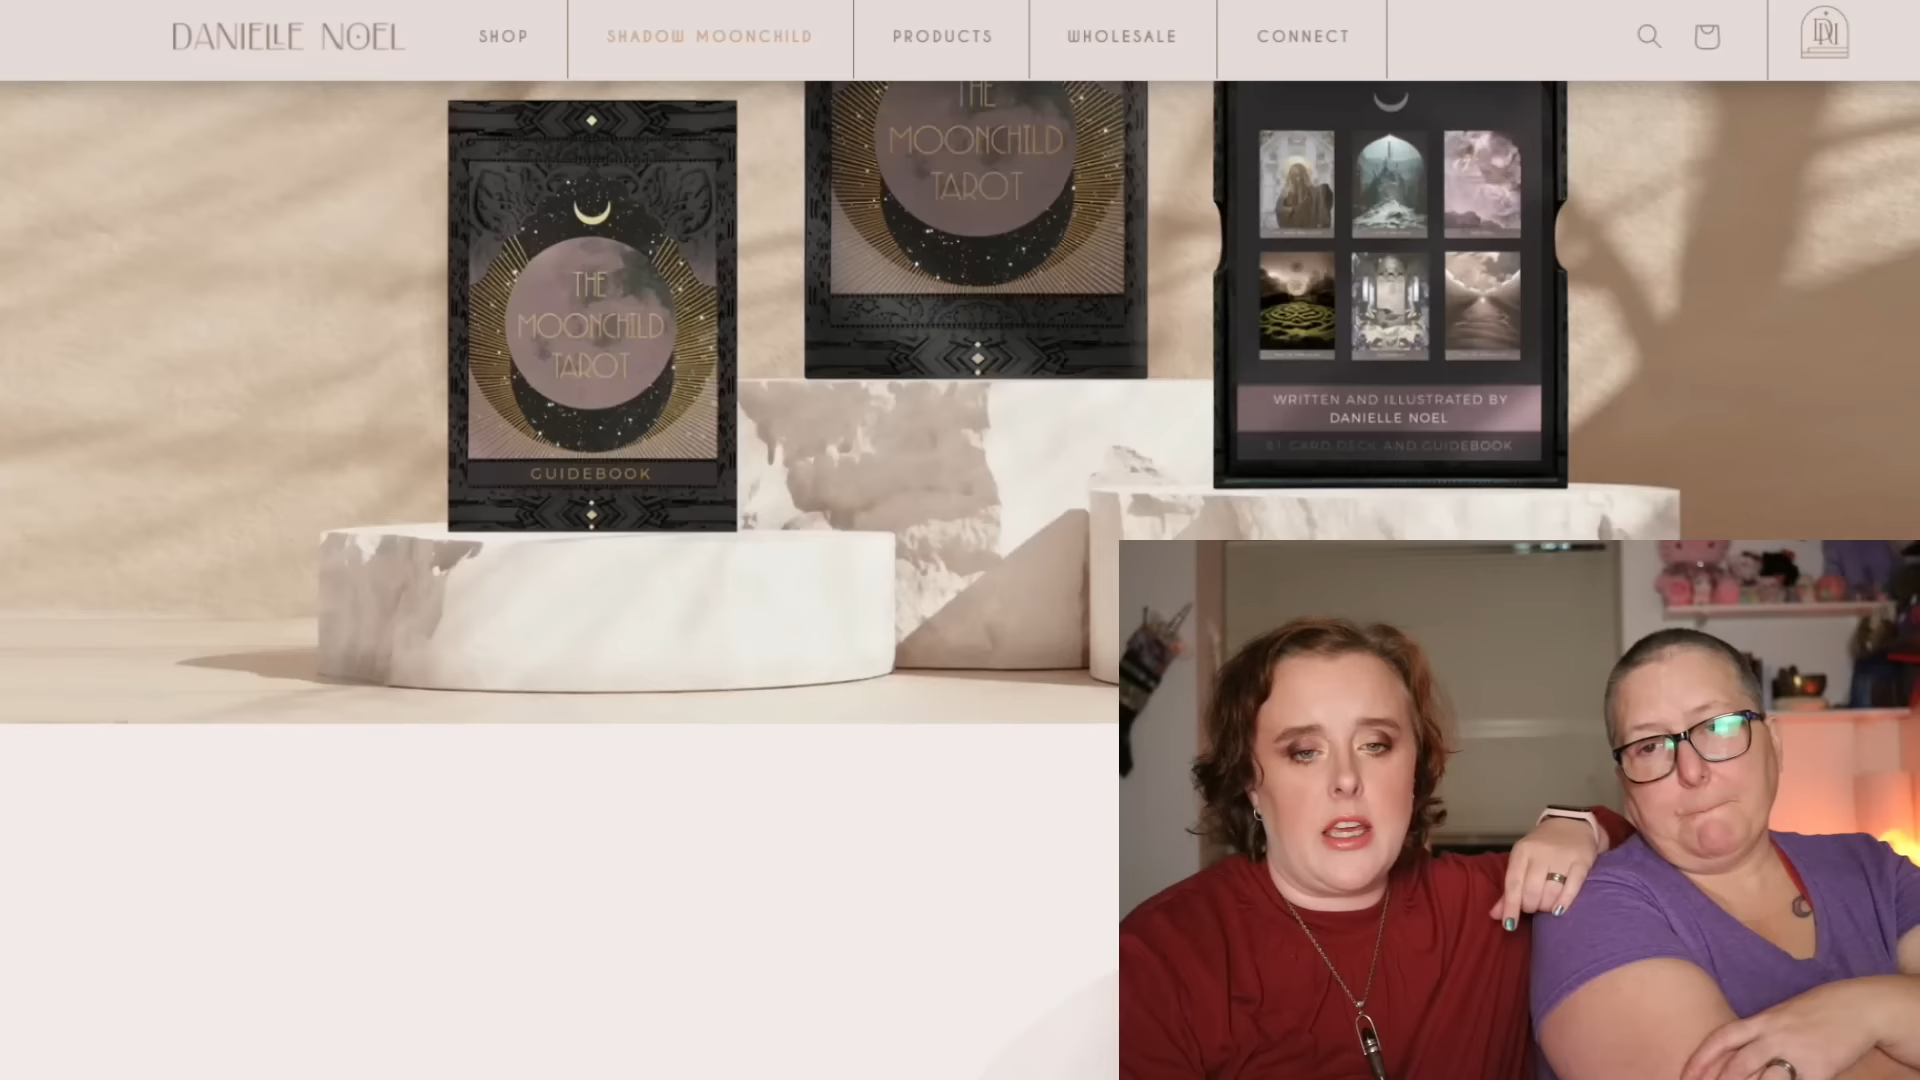 DANIELLE NOEL
SHOP
SHADOW MOONCHILD
PRODUCTS
WHOLESALE
CONNECT
DN
THE
MOONCHILD
TAROT
GUIDEBOOK
THE
MOONCHILD
TAROT
WRITTEN AND ILLUSTRATED BY
DANIELLE NOEL
81 CARD DECK AND GUIDEBOOK